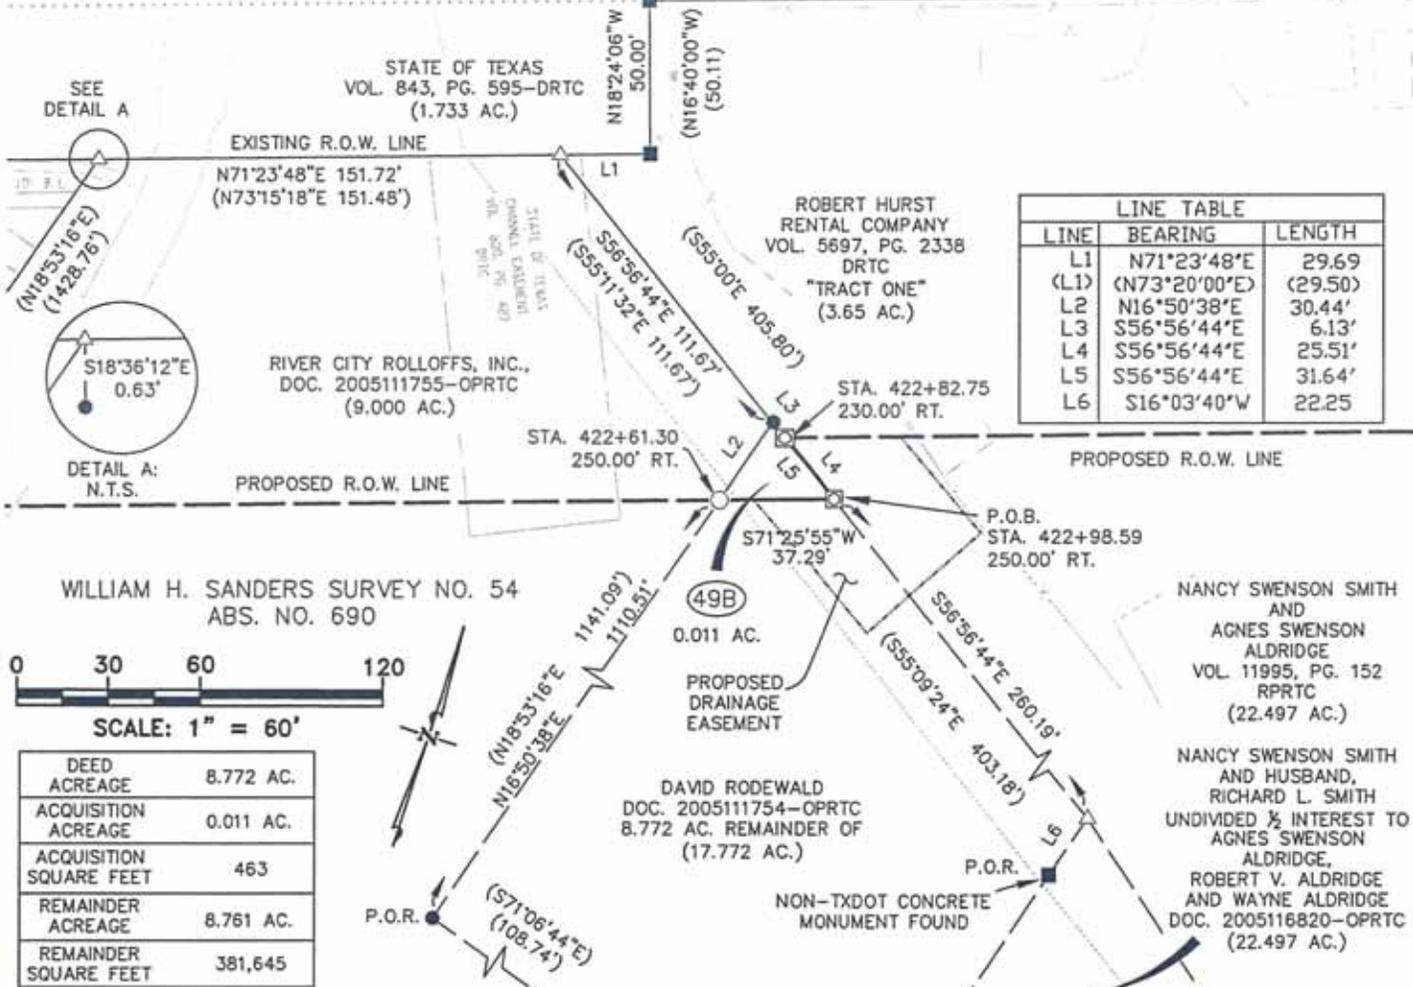 SEE
DETAIL A
STATE OF TEXAS
VOL. 843, PG. 595-DRTC
(1.733 AC.)
N18°24'06"W
50.00'
(N16°40'00"W)
(50.11)
EXISTING R.O.W. LINE
N71°23'48"E 151.72'
(N73°15'18"E 151.48')
L1
(N18°53'16"E)
(1428.76')
STATE OF TEXAS
CHANNEL EASEMENT
DRTC
S56°56'44"E 111.67'
(S55°11'32"E 111.67')
(S55°00'E 405.80')
ROBERT HURST
RENTAL COMPANY
VOL. 5697, PG. 2338
DRTC
"TRACT ONE"
(3.65 AC.)
LINE TABLE
LINE BEARING LENGTH
L1 N71°23'48"E 29.69
(L1) (N73°20'00"E) (29.50)
L2 N16°50'38"E 30.44'
L3 S56°56'44"E 6.13'
L4 S56°56'44"E 25.51'
L5 S56°56'44"E 31.64'
L6 S16°03'40"W 22.25
S18°36'12"E
0.63'
DETAIL A:
N.T.S.
RIVER CITY ROLLOFFS, INC.,
DOC. 2005111755-OPRTC
(9.000 AC.)
STA. 422+61.30
250.00' RT.
L2
L3
L5
L4
STA. 422+82.75
230.00' RT.
PROPOSED R.O.W. LINE
PROPOSED R.O.W. LINE
P.O.B.
STA. 422+98.59
250.00' RT.
S71°25'55"W
37.29'
49B
0.011 AC.
WILLIAM H. SANDERS SURVEY NO. 54
ABS. NO. 690
0 30 60 120
SCALE: 1" = 60'
N
(N18°53'16"E 1141.09')
N16°50'38"E 1110.51'
PROPOSED
DRAINAGE
EASEMENT
S56°56'44"E 260.19'
(S55°09'24"E 403.18')
NANCY SWENSON SMITH
AND
AGNES SWENSON
ALDRIDGE
VOL. 11995, PG. 152
RPRTC
(22.497 AC.)
DEED
ACREAGE 8.772 AC.
ACQUISITION
ACREAGE 0.011 AC.
ACQUISITION
SQUARE FEET 463
REMAINDER
ACREAGE 8.761 AC.
REMAINDER
SQUARE FEET 381,645
DAVID RODEWALD
DOC. 2005111754-OPRTC
8.772 AC. REMAINDER OF
(17.772 AC.)
P.O.R.
(S71°06'44"E)
(108.74')
L6
P.O.R.
NON-TXDOT CONCRETE
MONUMENT FOUND
NANCY SWENSON SMITH
AND HUSBAND,
RICHARD L. SMITH
UNDIVIDED ½ INTEREST TO
AGNES SWENSON
ALDRIDGE,
ROBERT V. ALDRIDGE
AND WAYNE ALDRIDGE
DOC. 2005116820-OPRTC
(22.497 AC.)